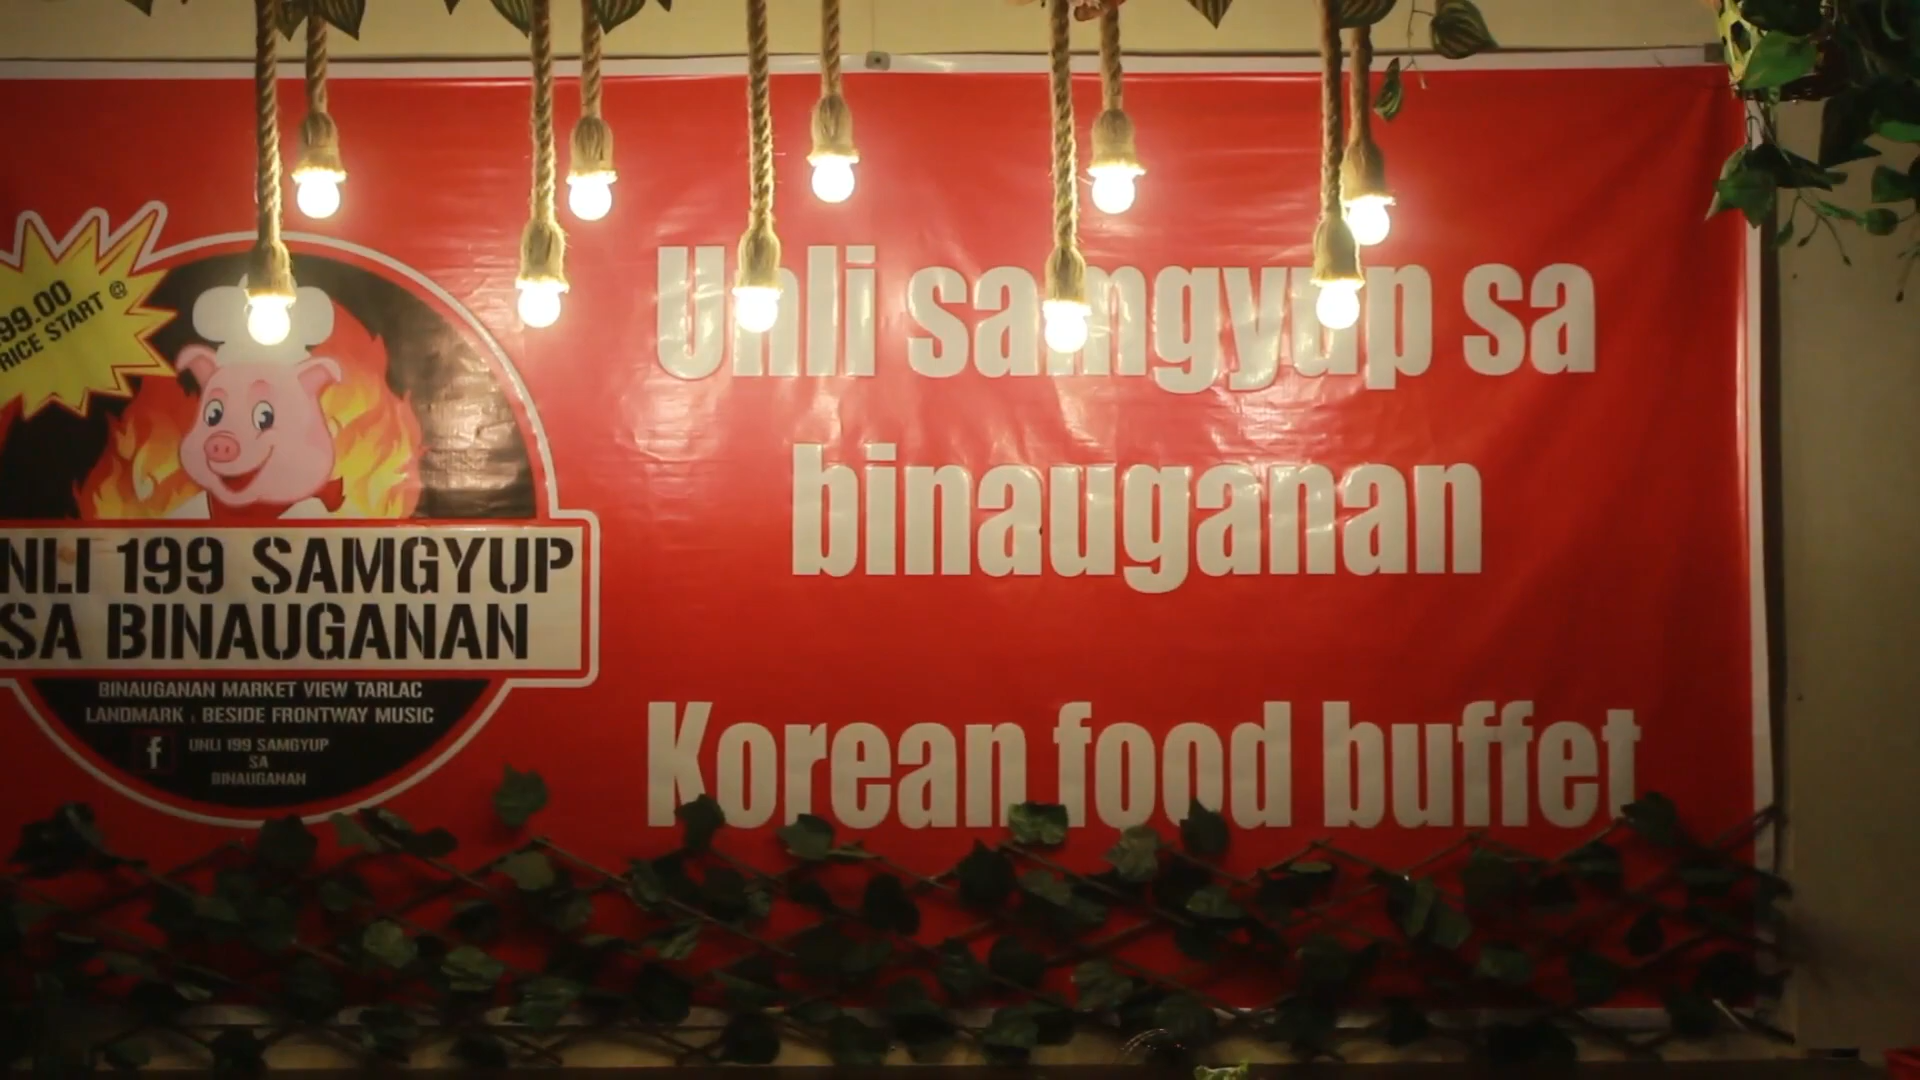 99.00
RICE START @
NLI 199 SAMGYUP
SA BINAUGANAN
BINAUGANAN MARKET VIEW TARLAC
LANDMARK : BESIDE FRONTWAY MUSIC
f
UNLI 199 SAMGYUP
SA
BINAUGANAN
Unli samgyup sa
binauganan
Korean food buffet